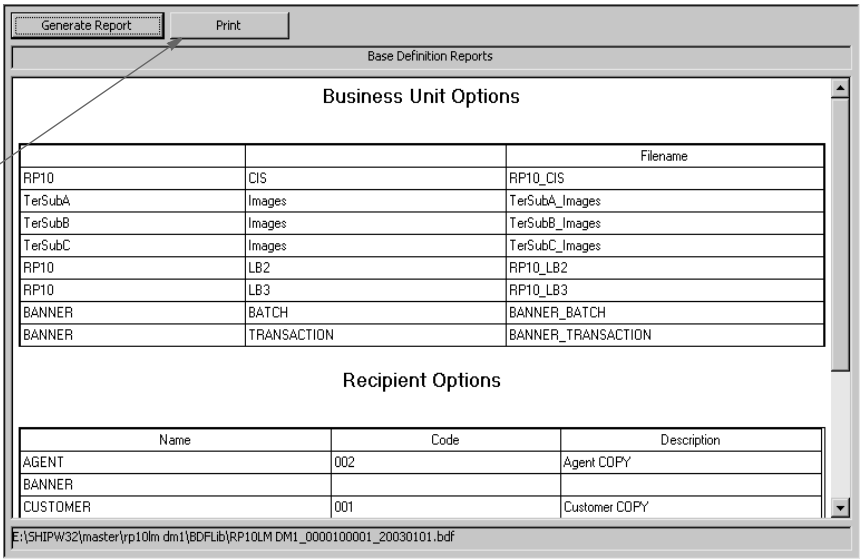 Generate Report Print
Base Definition Reports
Business Unit Options
Filename
RP10 CIS RP10_CIS
TerSubA Images TerSubA_Images
TerSubB Images TerSubB_Images
TerSubC Images TerSubC_Images
RP10 LB2 RP10_LB2
RP10 LB3 RP10_LB3
BANNER BATCH BANNER_BATCH
BANNER TRANSACTION BANNER_TRANSACTION
Recipient Options
Name Code Description
AGENT 002 Agent COPY
BANNER
CUSTOMER 001 Customer COPY
E:\SHIPW32\master\rp10lm dm1\BDFLib\RP10LM DM1_0000100001_20030101.bdf